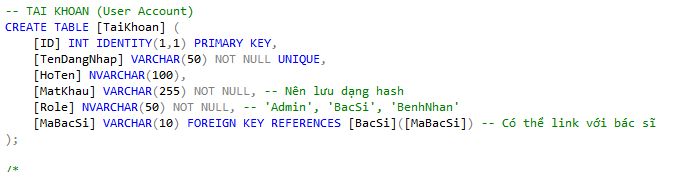 -- TAI KHOAN (User Account)
CREATE TABLE [TaiKhoan] (
[ID] INT IDENTITY(1,1) PRIMARY KEY,
[TenDangNhap] VARCHAR(50) NOT NULL UNIQUE,
[HoTen] NVARCHAR(100),
[MatKhau] VARCHAR(255) NOT NULL, -- Nên lưu dạng hash
[Role] NVARCHAR(50) NOT NULL, -- 'Admin', 'BacSi', 'BenhNhan'
[MaBacSi] VARCHAR(10) FOREIGN KEY REFERENCES [BacSi]([MaBacSi]) -- Có thể link với bác sĩ
);
/*